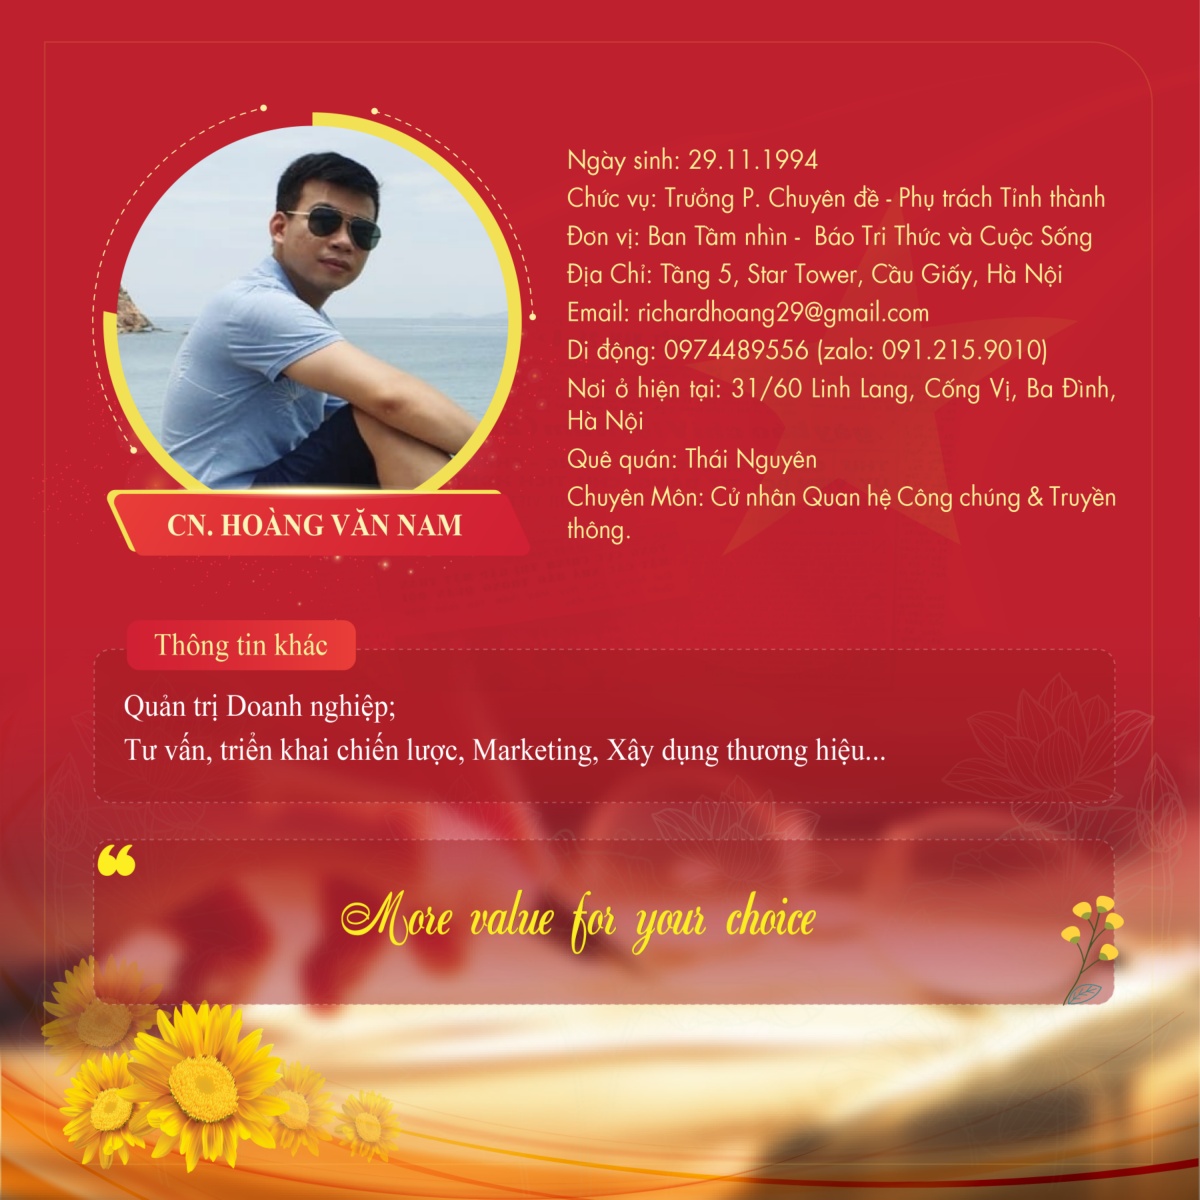 Ngày sinh: 29.11.1994
Chức vụ: Trưởng P. Chuyên đề - Phụ trách Tỉnh thành
Đơn vị: Ban Tầm nhìn - Báo Tri Thức và Cuộc Sống
Địa Chỉ: Tầng 5, Star Tower, Cầu Giấy, Hà Nội
Email: richardhoang29@gmail.com
Di động: 0974489556 (zalo: 091.215.9010)
Nơi ở hiện tại: 31/60 Linh Lang, Cống Vị, Ba Đình,
Hà Nội
Quê quán: Thái Nguyên
Chuyên Môn: Cử nhân Quan hệ Công chúng & Truyền
thông.
CN. HOÀNG VĂN NAM
Thông tin khác
Quản trị Doanh nghiệp;
Tư vấn, triển khai chiến lược, Marketing, Xây dựng thương hiệu...
❝
More value for your choice